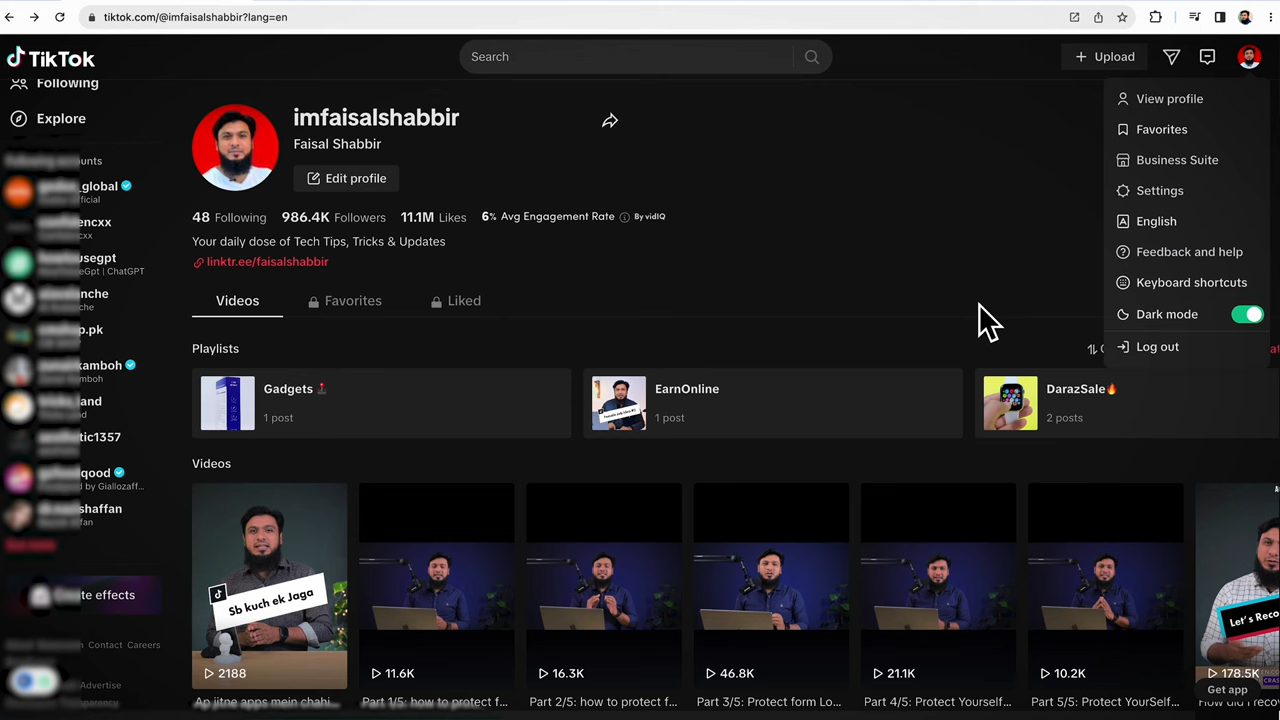 tiktok.com/@imfaisalshabbir?lang=en
TikTok
Search
Upload
Following
Explore
imfaisalshabbir
Faisal Shabbir
Edit profile
48 Following 986.4K Followers 11.1M Likes 6% Avg Engagement Rate By vidIQ
Your daily dose of Tech Tips, Tricks & Updates
linktr.ee/faisalshabbir
Videos
Favorites
Liked
View profile
Favorites
Business Suite
Settings
English
Feedback and help
Keyboard shortcuts
Dark mode
Log out
Playlists
Gadgets
1 post
EarnOnline
1 post
DarazSale🔥
2 posts
Videos
Sb kuch ek Jaga
2188
11.6K
16.3K
46.8K
21.1K
10.2K
Let's Reco
178.5K
Get app
Ap jitne apps mein chahi
Part 1/5: how to protect f...
Part 2/5: how to protect f...
Part 3/5: Protect form Lo...
Part 4/5: Protect Yourself...
Part 5/5: Protect YourSelf...
Contact Careers
Advertise